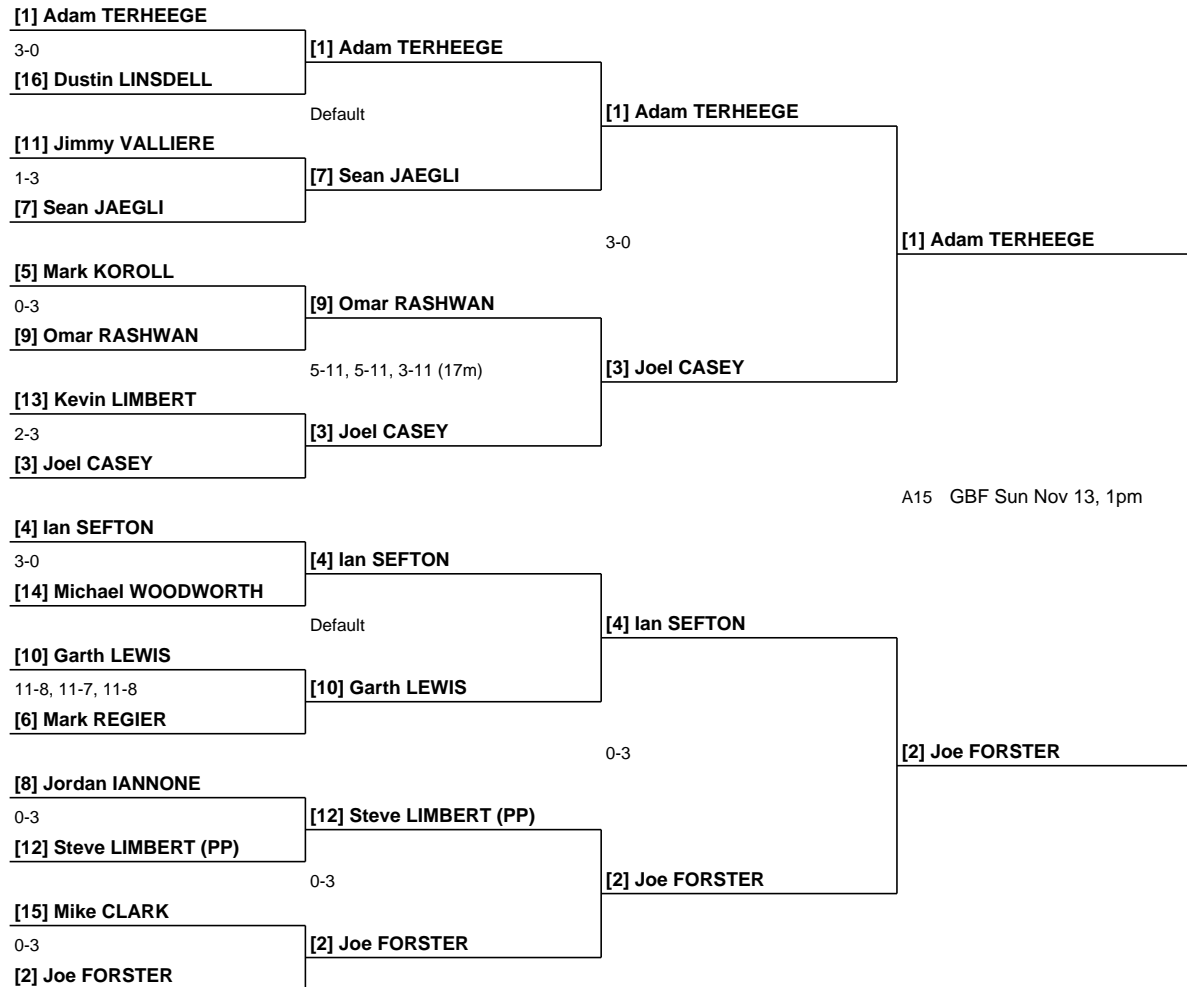 [1] Adam TERHEEGE
3-0
[1] Adam TERHEEGE
[16] Dustin LINSDELL
Default
[1] Adam TERHEEGE
[11] Jimmy VALLIERE
1-3
[7] Sean JAEGLI
[7] Sean JAEGLI
3-0
[1] Adam TERHEEGE
[5] Mark KOROLL
0-3
[9] Omar RASHWAN
[9] Omar RASHWAN
5-11, 5-11, 3-11 (17m)
[3] Joel CASEY
[13] Kevin LIMBERT
2-3
[3] Joel CASEY
[3] Joel CASEY
A15 GBF Sun Nov 13, 1pm
[4] Ian SEFTON
3-0
[4] Ian SEFTON
[14] Michael WOODWORTH
Default
[4] Ian SEFTON
[10] Garth LEWIS
11-8, 11-7, 11-8
[10] Garth LEWIS
[6] Mark REGIER
0-3
[2] Joe FORSTER
[8] Jordan IANNONE
0-3
[12] Steve LIMBERT (PP)
[12] Steve LIMBERT (PP)
0-3
[2] Joe FORSTER
[15] Mike CLARK
0-3
[2] Joe FORSTER
[2] Joe FORSTER